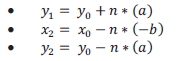 • y₁ = y₀ + n ∗ (a)
• x₂ = x₀ − n ∗ (−b)
• y₂ = y₀ − n ∗ (a)